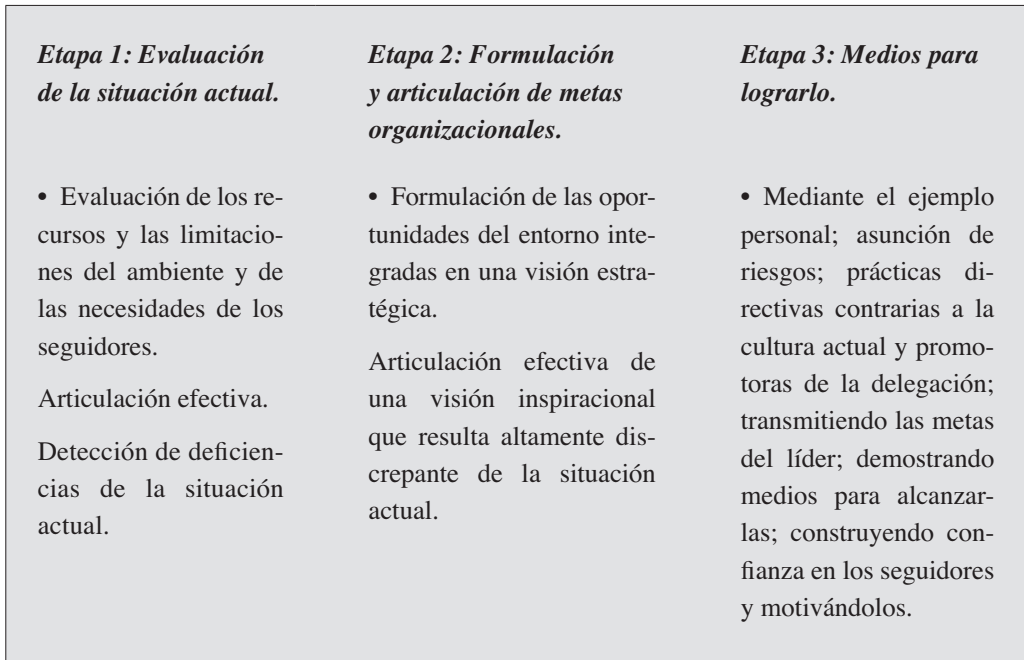 Etapa 1: Evaluación
de la situación actual.
• Evaluación de los re-
cursos y las limitacio-
nes del ambiente y de
las necesidades de los
seguidores.
Articulación efectiva.
Detección de deficien-
cias de la situación
actual.
Etapa 2: Formulación
y articulación de metas
organizacionales.
• Formulación de las opor-
tunidades del entorno inte-
gradas en una visión estra-
tégica.
Articulación efectiva de
una visión inspiracional
que resulta altamente dis-
crepante de la situación
actual.
Etapa 3: Medios para
lograrlo.
• Mediante el ejemplo
personal; asunción de
riesgos; prácticas di-
rectivas contrarias a la
cultura actual y promo-
toras de la delegación;
transmitiendo las metas
del líder; demostrando
medios para alcanzar-
las; construyendo con-
fianza en los seguidores
y motivándolos.